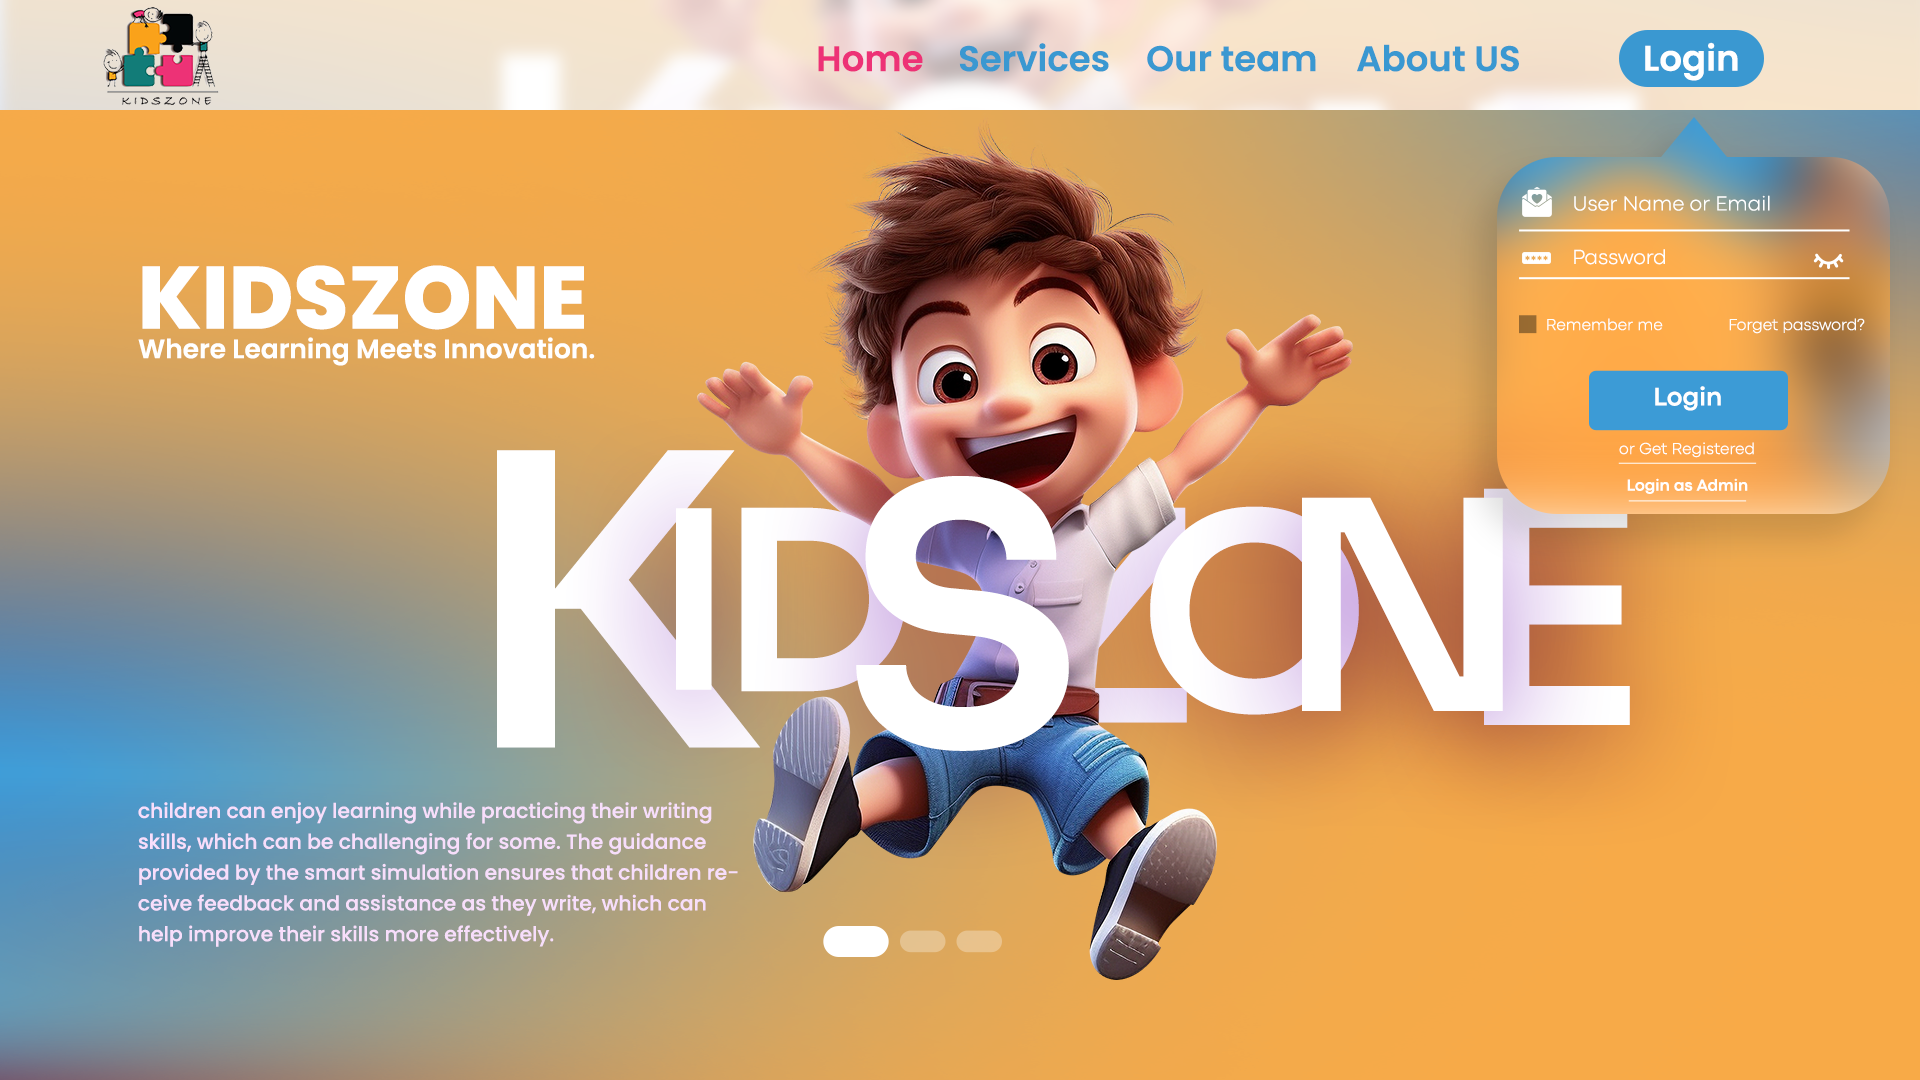 KIDSZONE
Home Services Our team About US Login
User Name or Email
Password
Remember me Forget password?
Login
or Get Registered
Login as Admin
KIDSZONE
Where Learning Meets Innovation.
KIDSZONE
children can enjoy learning while practicing their writing
skills, which can be challenging for some. The guidance
provided by the smart simulation ensures that children re-
ceive feedback and assistance as they write, which can
help improve their skills more effectively.